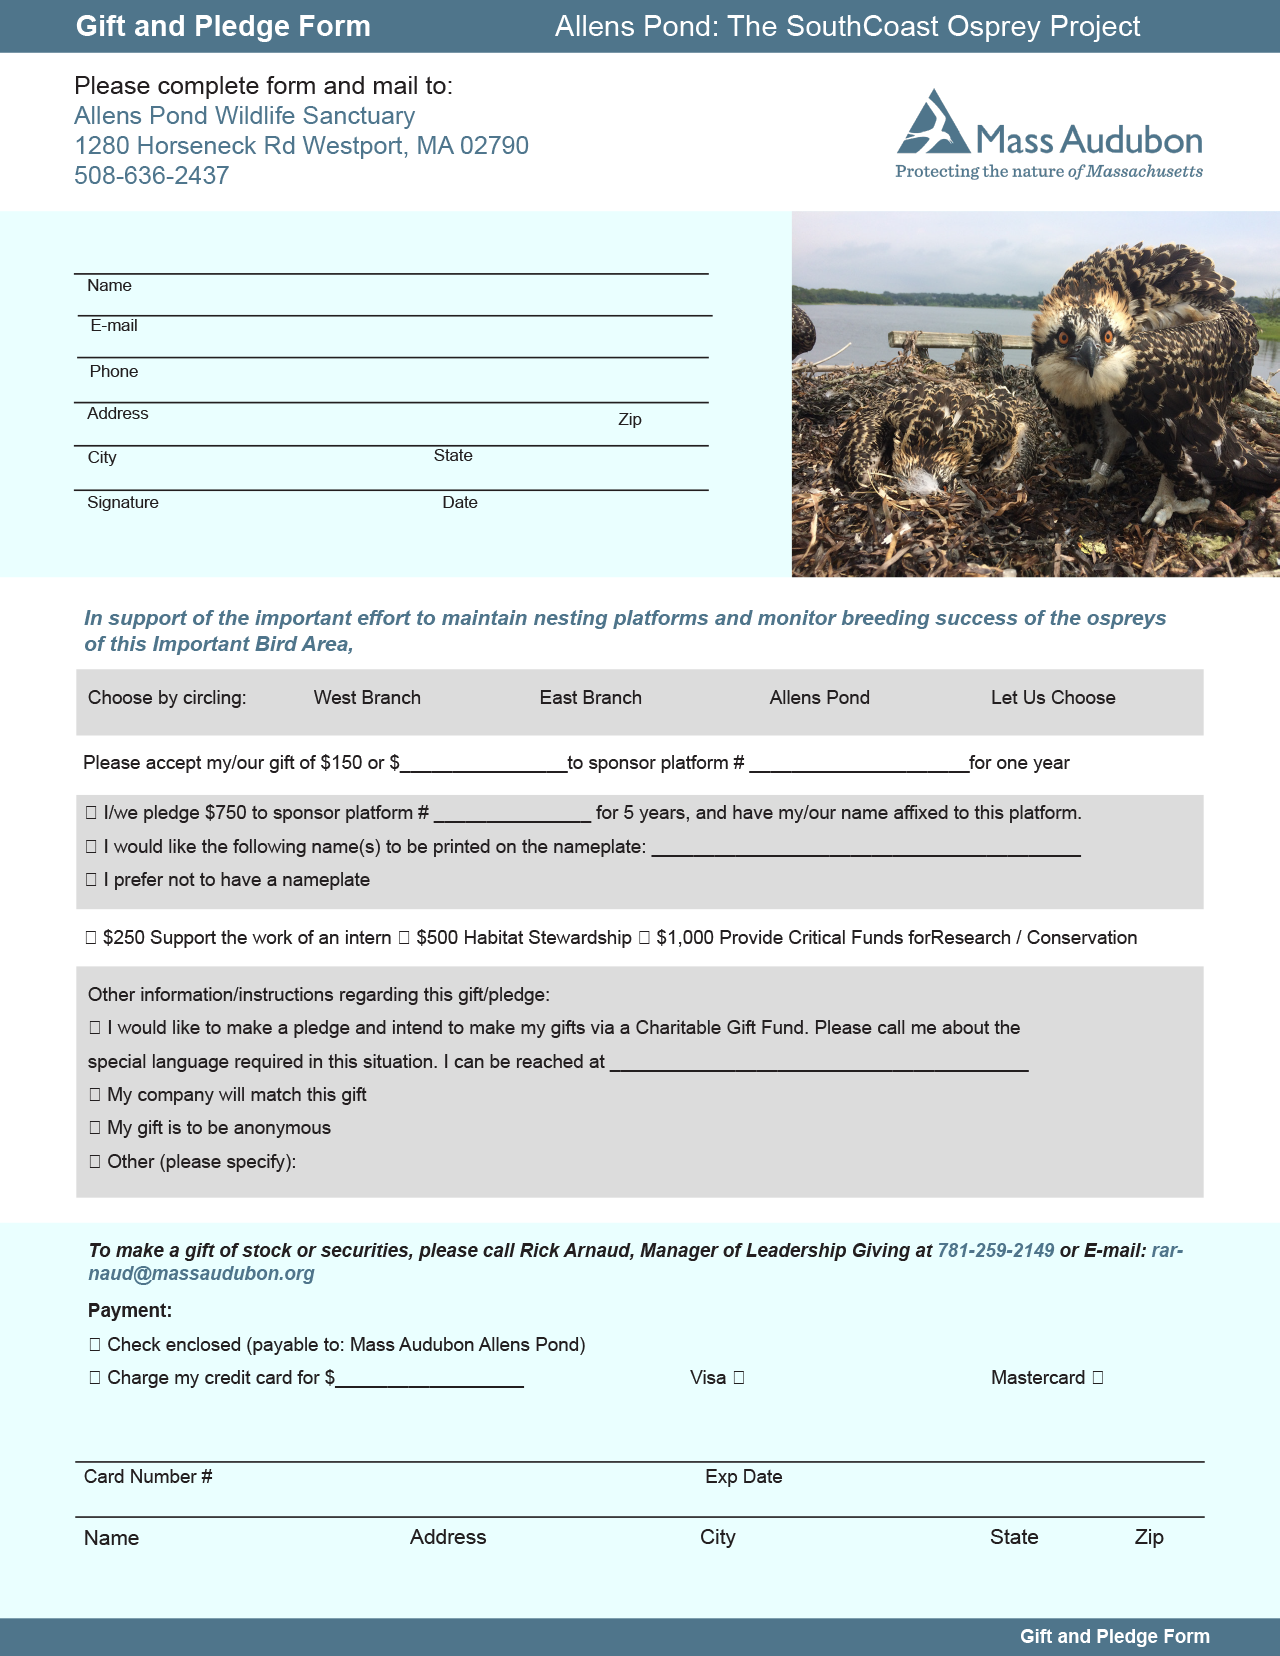 Gift and Pledge Form Allens Pond: The SouthCoast Osprey Project
Please complete form and mail to:
Allens Pond Wildlife Sanctuary
1280 Horseneck Rd Westport, MA 02790
508-636-2437
Mass Audubon
Protecting the nature of Massachusetts
Name
E-mail
Phone
Address Zip
City State
Signature Date
In support of the important effort to maintain nesting platforms and monitor breeding success of the ospreys
of this Important Bird Area,
Choose by circling: West Branch East Branch Allens Pond Let Us Choose
Please accept my/our gift of $150 or $________________to sponsor platform # _____________________for one year
☐ I/we pledge $750 to sponsor platform # _______________ for 5 years, and have my/our name affixed to this platform.
☐ I would like the following name(s) to be printed on the nameplate: _________________________________________
☐ I prefer not to have a nameplate
☐ $250 Support the work of an intern ☐ $500 Habitat Stewardship ☐ $1,000 Provide Critical Funds forResearch / Conservation
Other information/instructions regarding this gift/pledge:
☐ I would like to make a pledge and intend to make my gifts via a Charitable Gift Fund. Please call me about the
special language required in this situation. I can be reached at ________________________________________
☐ My company will match this gift
☐ My gift is to be anonymous
☐ Other (please specify):
To make a gift of stock or securities, please call Rick Arnaud, Manager of Leadership Giving at 781-259-2149 or E-mail: rar-
naud@massaudubon.org
Payment:
☐ Check enclosed (payable to: Mass Audubon Allens Pond)
☐ Charge my credit card for $__________________ Visa ☐ Mastercard ☐
Card Number # Exp Date
Name Address City State Zip
Gift and Pledge Form